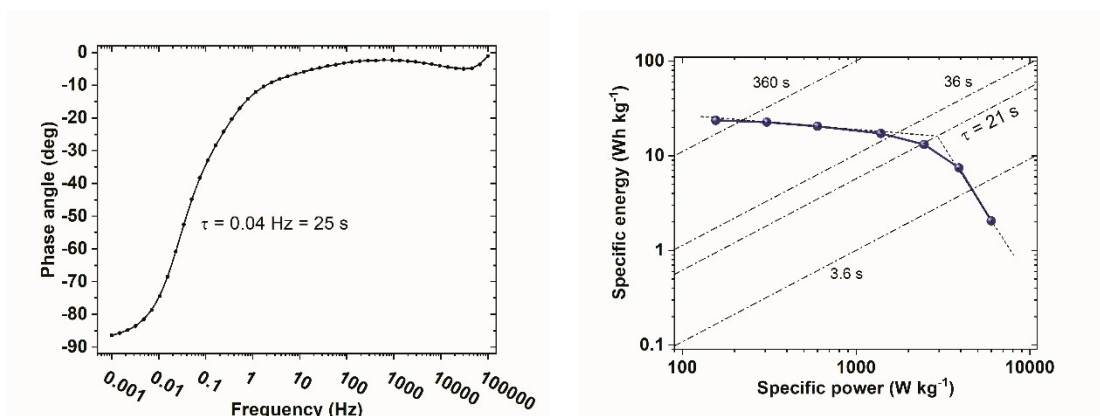 0
-10
-20
-30
-40
-50
-60
-70
-80
-90
Phase angle (deg)
τ = 0.04 Hz = 25 s
0.001
0.01
0.1
1
10
100
1000
10000
100000
Frequency (Hz)
100
10
1
0.1
Specific energy (Wh kg⁻¹)
360 s
36 s
τ = 21 s
3.6 s
100
1000
10000
Specific power (W kg⁻¹)